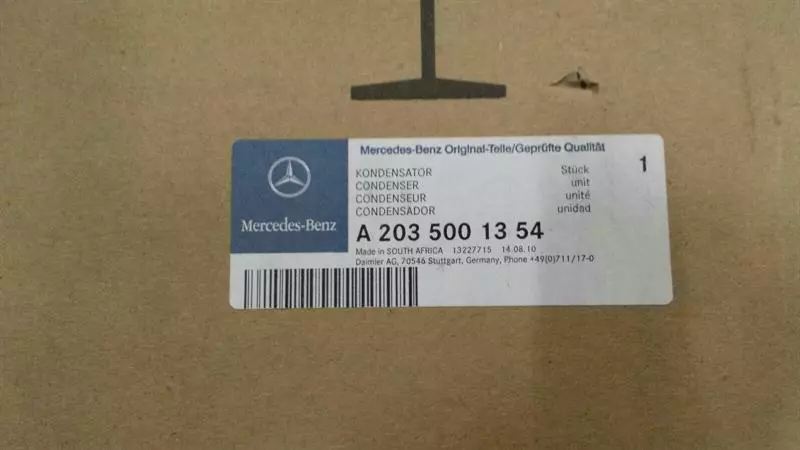 Mercedes-Benz Original-Teile/Geprüfte Qualität
KONDENSATOR Stück 1
CONDENSER unit
CONDENSEUR unité
CONDENSADOR unidad
Mercedes-Benz
A 203 500 13 54
Made in SOUTH AFRICA 13227715 14.08.10
Daimler AG, 70546 Stuttgart, Germany, Phone +49(0)711/17-0